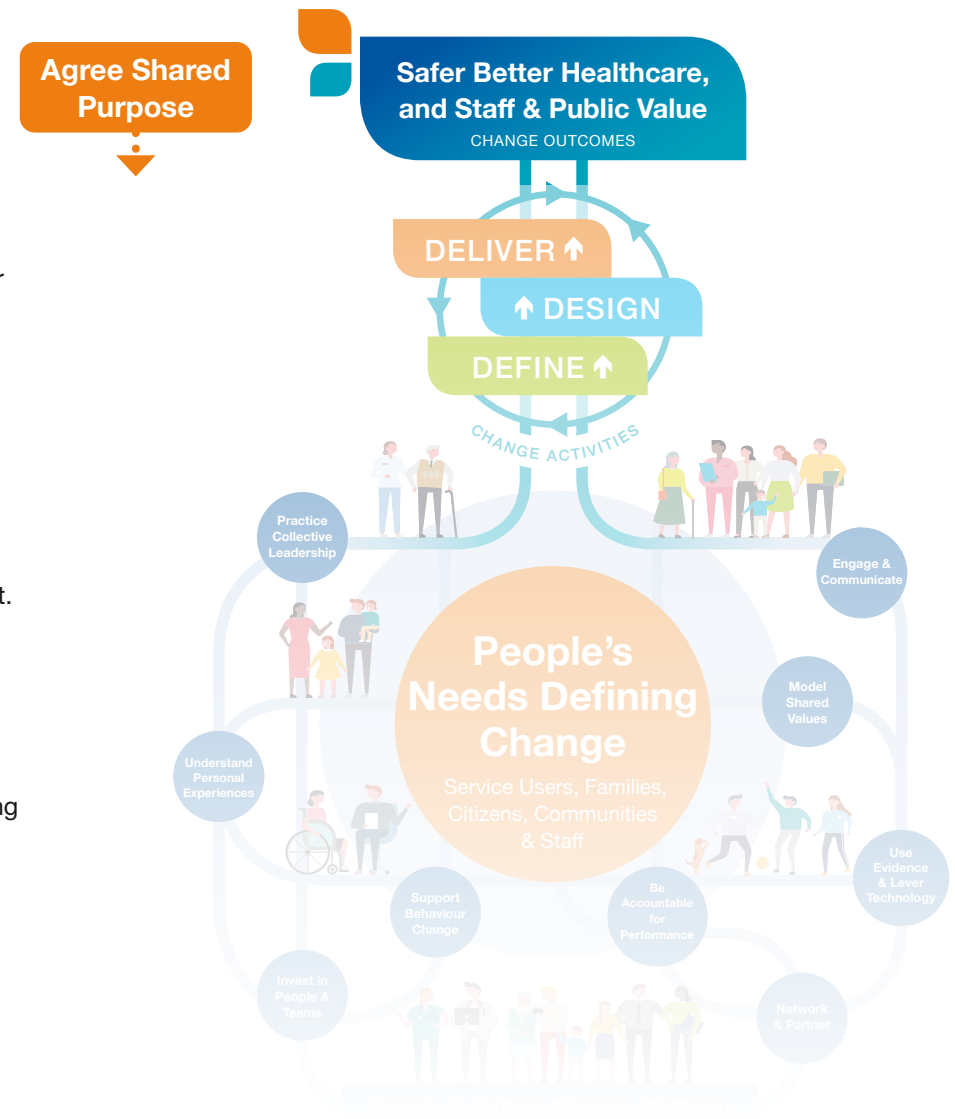 Agree Shared
Purpose
Safer Better Healthcare,
and Staff & Public Value
CHANGE OUTCOMES
DELIVER
DESIGN
DEFINE
CHANGE ACTIVITIES
r
Practice
Collective
Leadership
Engage &
Communicate
t.
People's
Needs Defining
Change
Service Users, Families,
Citizens, Communities
& Staff
Model
Shared
Values
Understand
Personal
Experiences
ng
Use
Evidence
& Lever
Technology
Support
Behaviour
Change
Be
Accountable
for
Performance
Invest in
People &
Teams
Network
& Partner